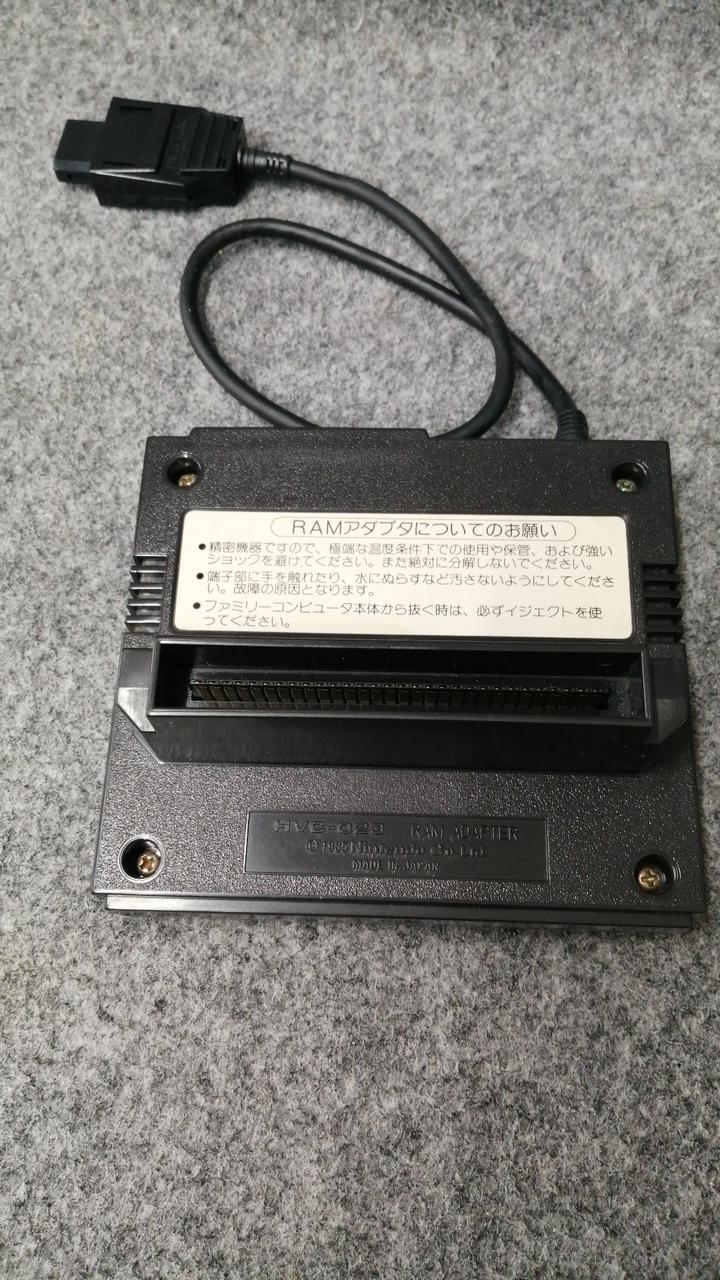 RAMアダプタについてのお願い
●精密機器ですので、極端な温度条件下での使用や保管、および強い
ショックを避けてください。また絶対に分解しないでください。
●端子部に手を触れたり、水にぬらすなど汚さないようにしてくださ
い。故障の原因となります。
●ファミリーコンピュータ本体から抜く時は、必ずイジェクトを使
ってください。
HVC-023 RAM ADAPTER
© 1985 Nintendo Co., Ltd.
MADE IN JAPAN